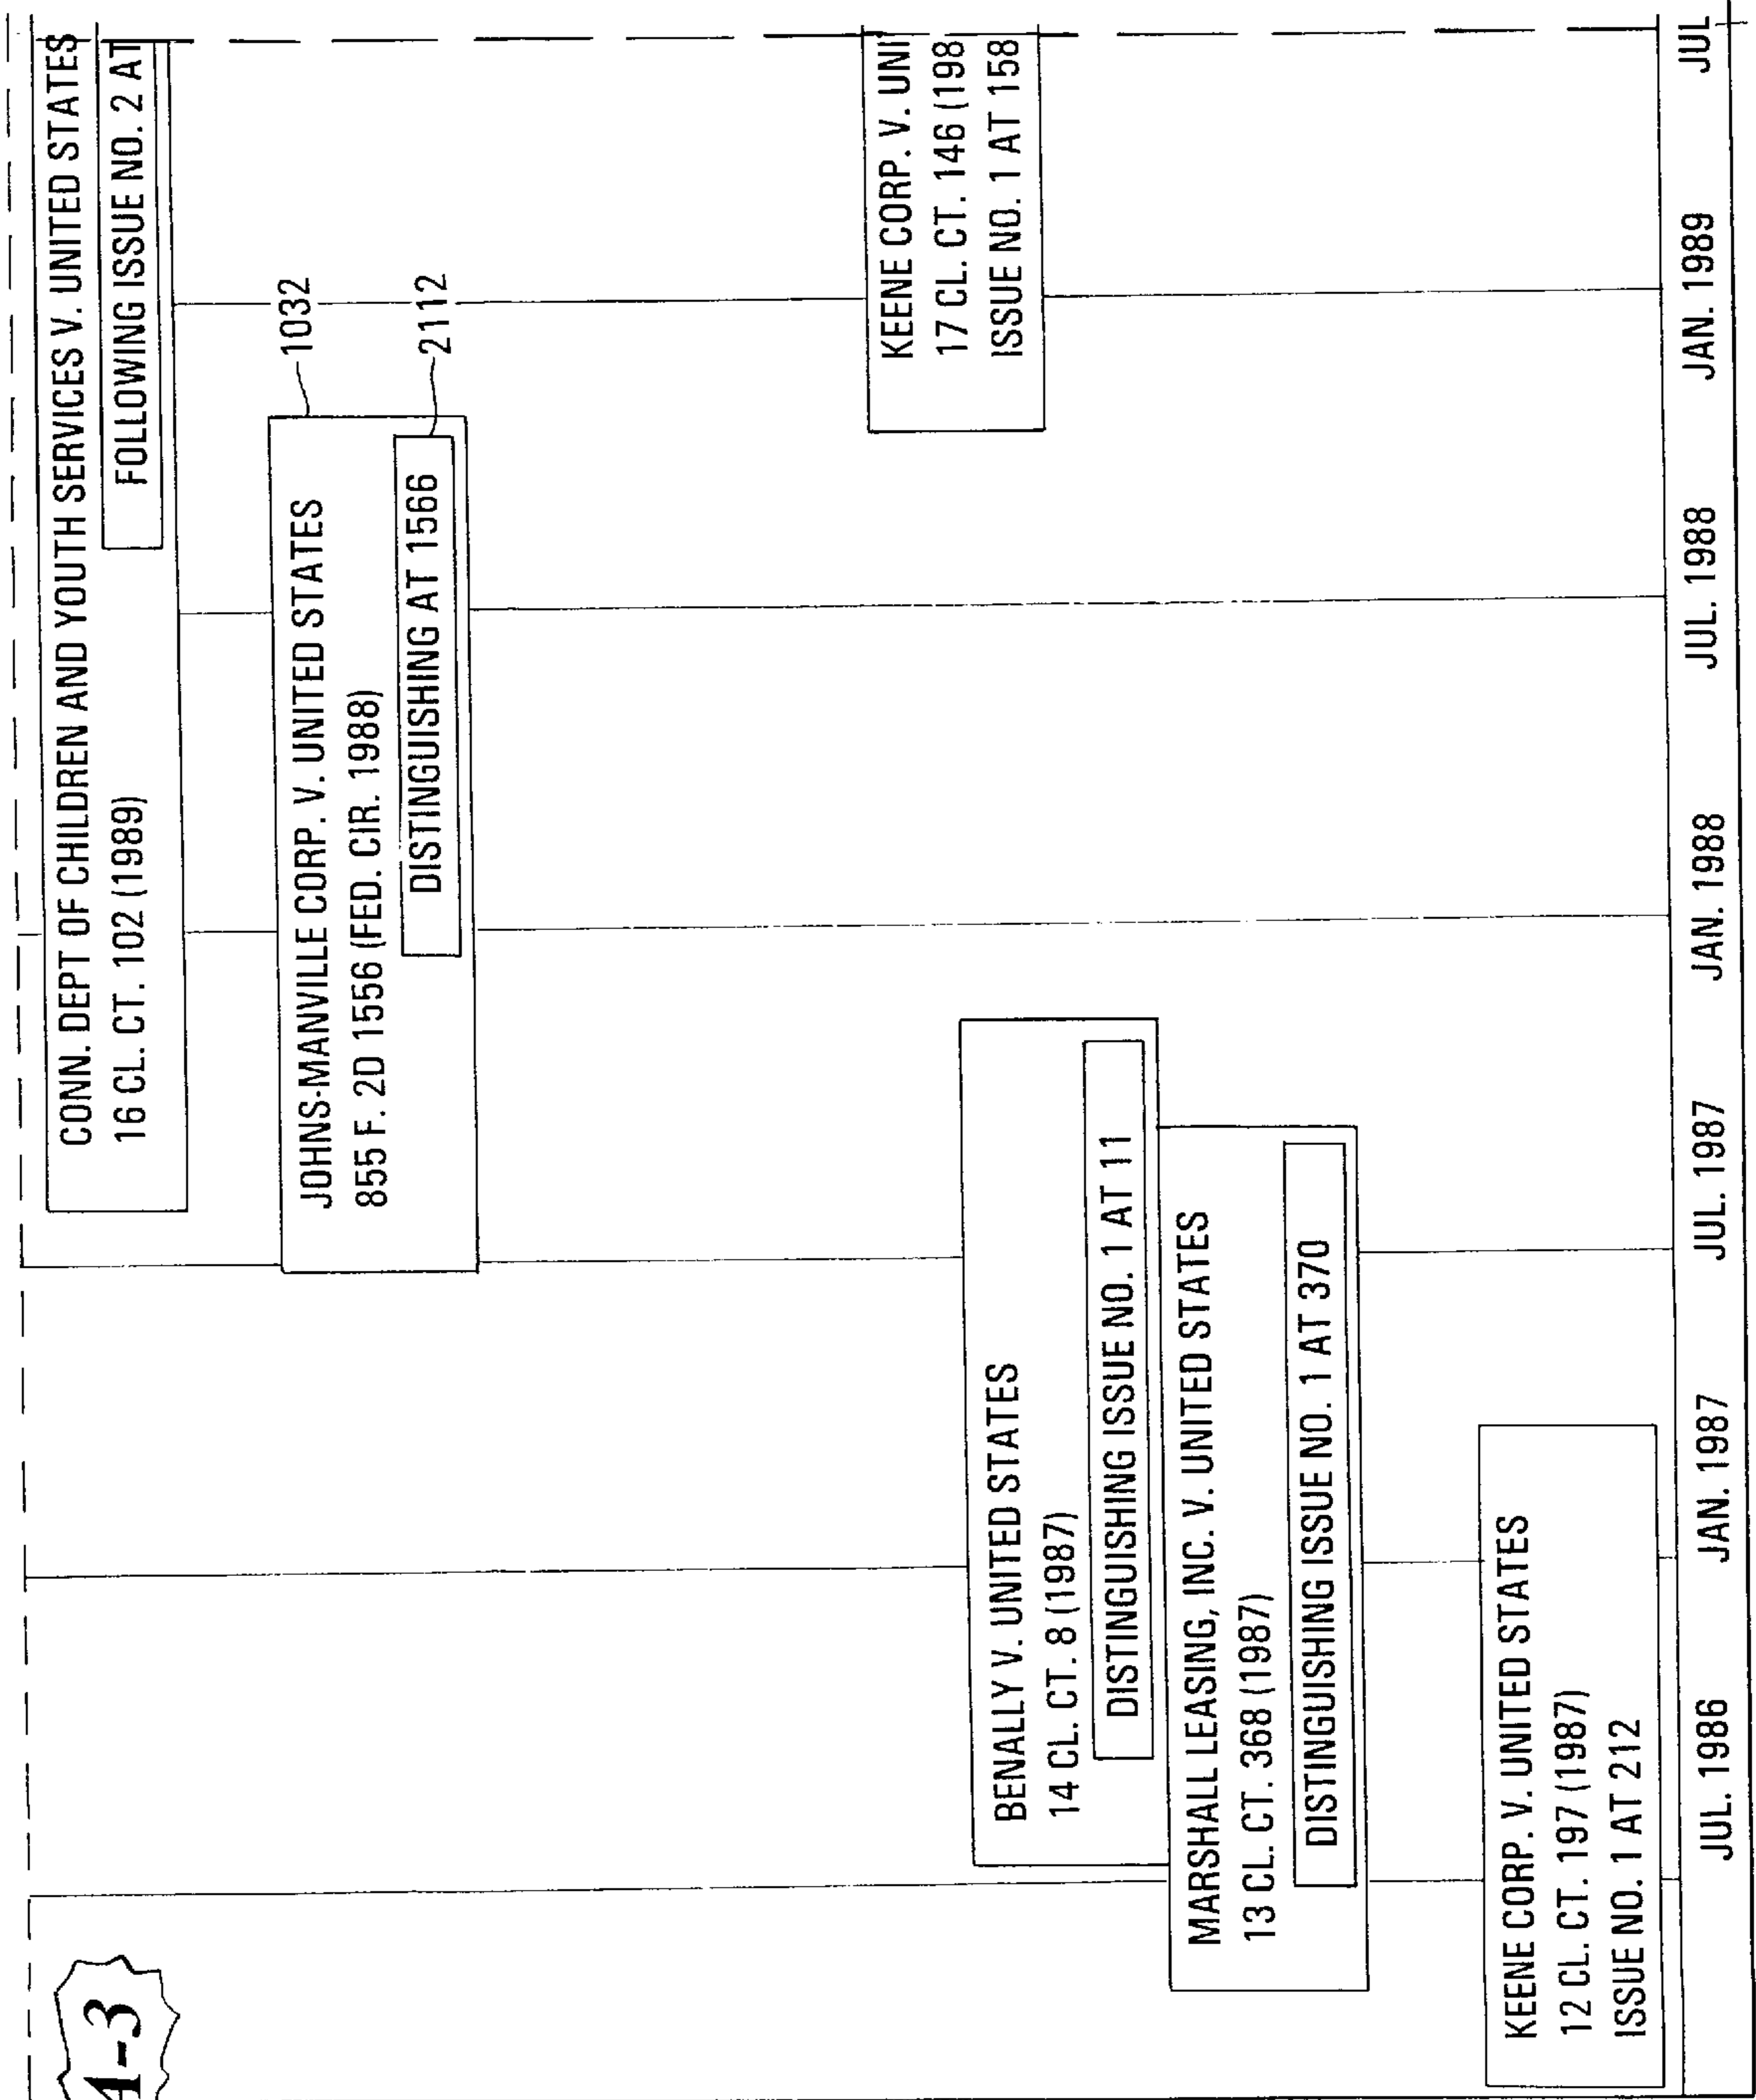 CONN. DEPT OF CHILDREN AND YOUTH SERVICES V. UNITED STATES
16 CL. CT. 102 (1989)
FOLLOWING ISSUE NO. 2 AT
1032
JOHNS-MANVILLE CORP. V. UNITED STATES
855 F. 2D 1556 (FED. CIR. 1988)
DISTINGUISHING AT 1566
2112
KEENE CORP. V. UNI
17 CL. CT. 146 (198
ISSUE NO. 1 AT 158
BENALLY V. UNITED STATES
14 CL. CT. 8 (1987)
DISTINGUISHING ISSUE NO. 1 AT 11
MARSHALL LEASING, INC. V. UNITED STATES
13 CL. CT. 368 (1987)
DISTINGUISHING ISSUE NO. 1 AT 370
KEENE CORP. V. UNITED STATES
12 CL. CT. 197 (1987)
ISSUE NO. 1 AT 212
JUL. 1986
JAN. 1987
JUL. 1987
JAN. 1988
JUL. 1988
JAN. 1989
JUL